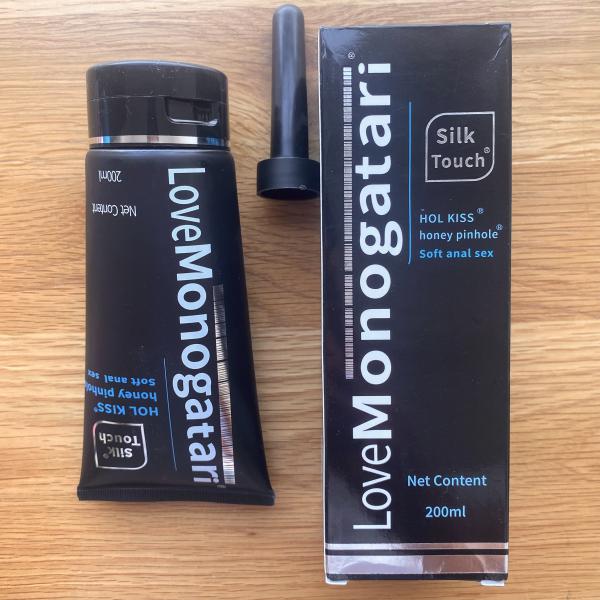 LoveMonogatari
200ml
Net Content
HOL KISS®
honey pinhole
Soft anal sex
Silk®
Touch
LoveMonogatari®
Silk
Touch®
HOL KISS®
honey pinhole®
Soft anal sex
Net Content
200ml